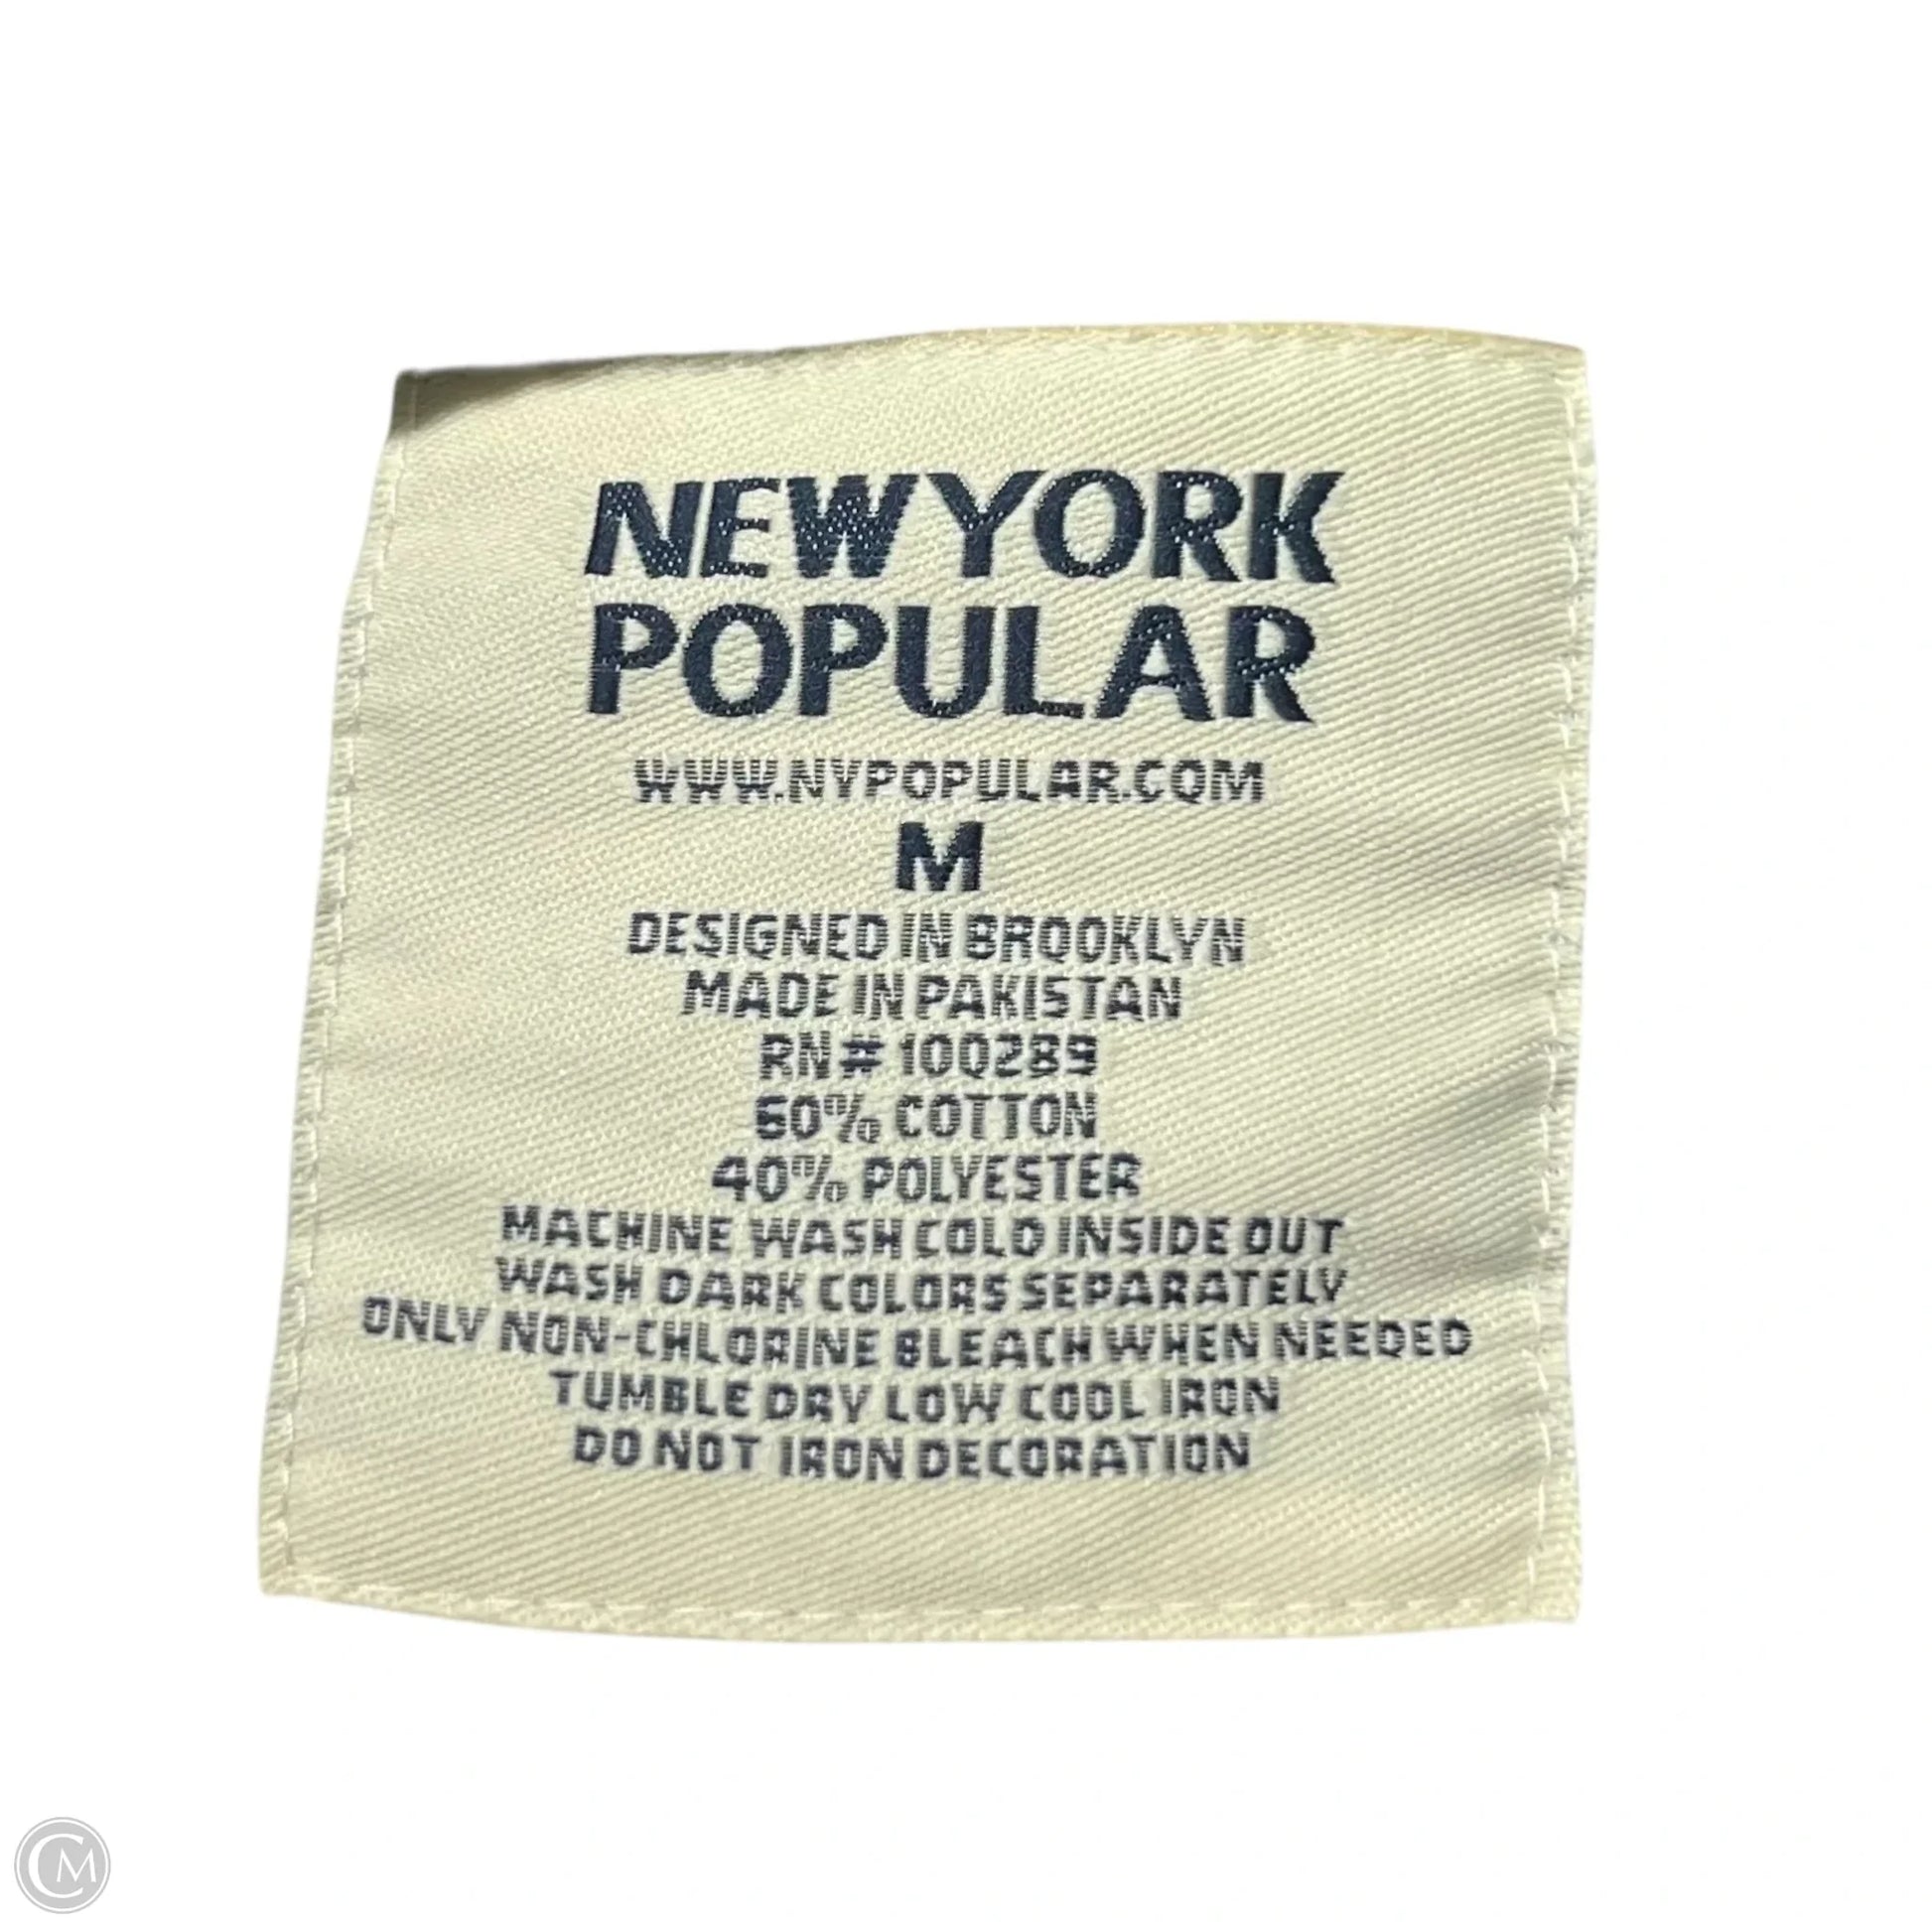 NEW YORK
POPULAR
WWW.NYPOPULAR.COM
M
DESIGNED IN BROOKLYN
MADE IN PAKISTAN
RN# 100289
60% COTTON
40% POLYESTER
MACHINE WASH COLD INSIDE OUT
WASH DARK COLORS SEPARATELY
ONLY NON-CHLORINE BLEACH WHEN NEEDED
TUMBLE DRY LOW COOL IRON
DO NOT IRON DECORATION
CM